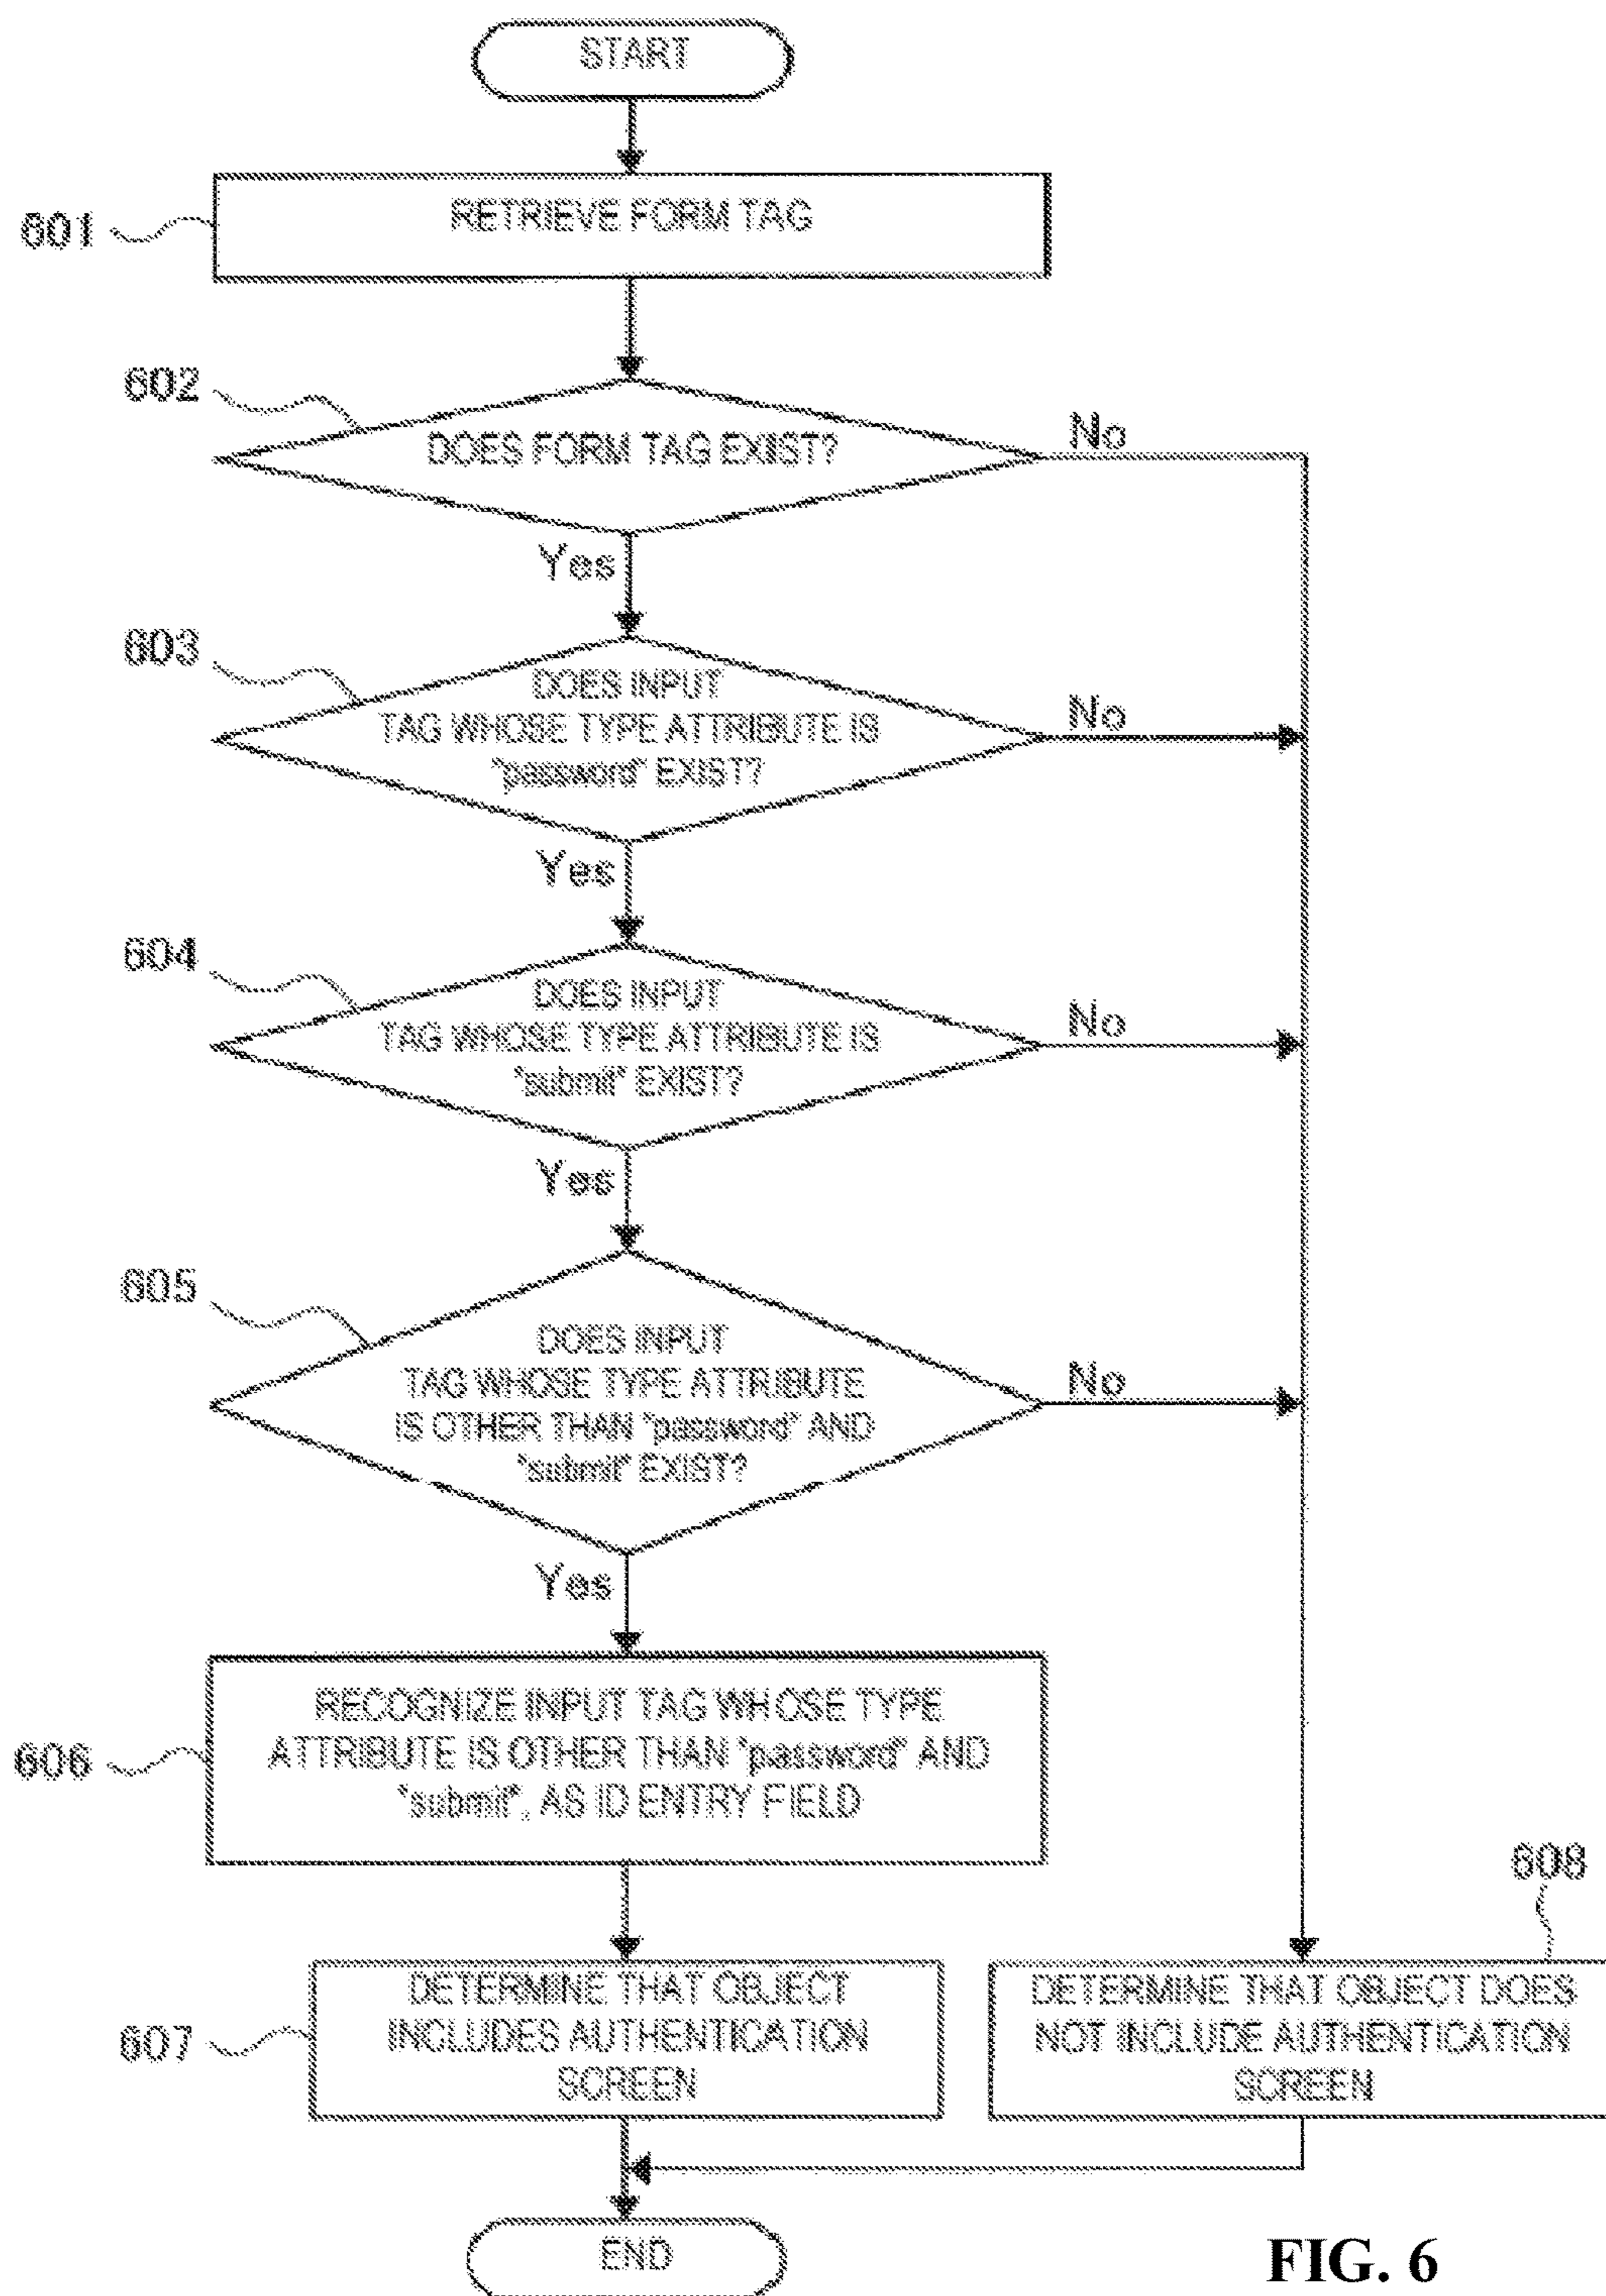 START
601
RETRIEVE FORM TAG
602
DOES FORM TAG EXIST?
No
Yes
603
DOES INPUT
TAG WHOSE TYPE ATTRIBUTE IS
"password" EXIST?
No
Yes
604
DOES INPUT
TAG WHOSE TYPE ATTRIBUTE IS
"submit" EXIST?
No
Yes
605
DOES INPUT
TAG WHOSE TYPE ATTRIBUTE
IS OTHER THAN "password" AND
"submit" EXIST?
No
Yes
606
RECOGNIZE INPUT TAG WHOSE TYPE
ATTRIBUTE IS OTHER THAN "password" AND
"submit", AS ID ENTRY FIELD
607
DETERMINE THAT OBJECT
INCLUDES AUTHENTICATION
SCREEN
608
DETERMINE THAT OBJECT DOES
NOT INCLUDE AUTHENTICATION
SCREEN
END
FIG. 6